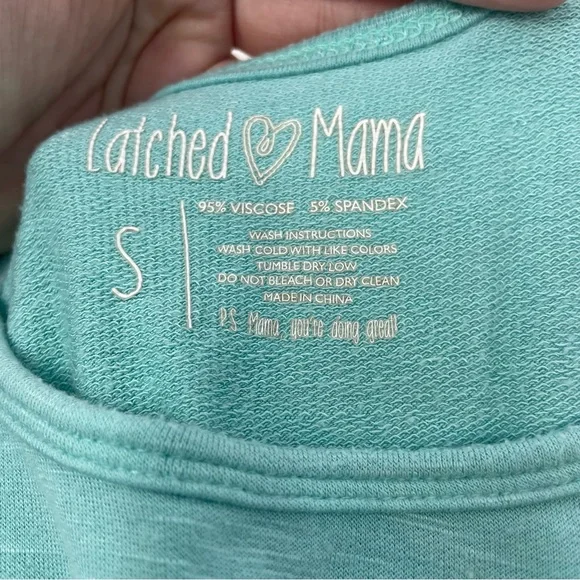 Latched Mama
95% VISCOSE 5% SPANDEX
S
WASH INSTRUCTIONS
WASH COLD WITH LIKE COLORS
TUMBLE DRY LOW
DO NOT BLEACH OR DRY CLEAN
MADE IN CHINA
P.S. Mama, you're doing great!